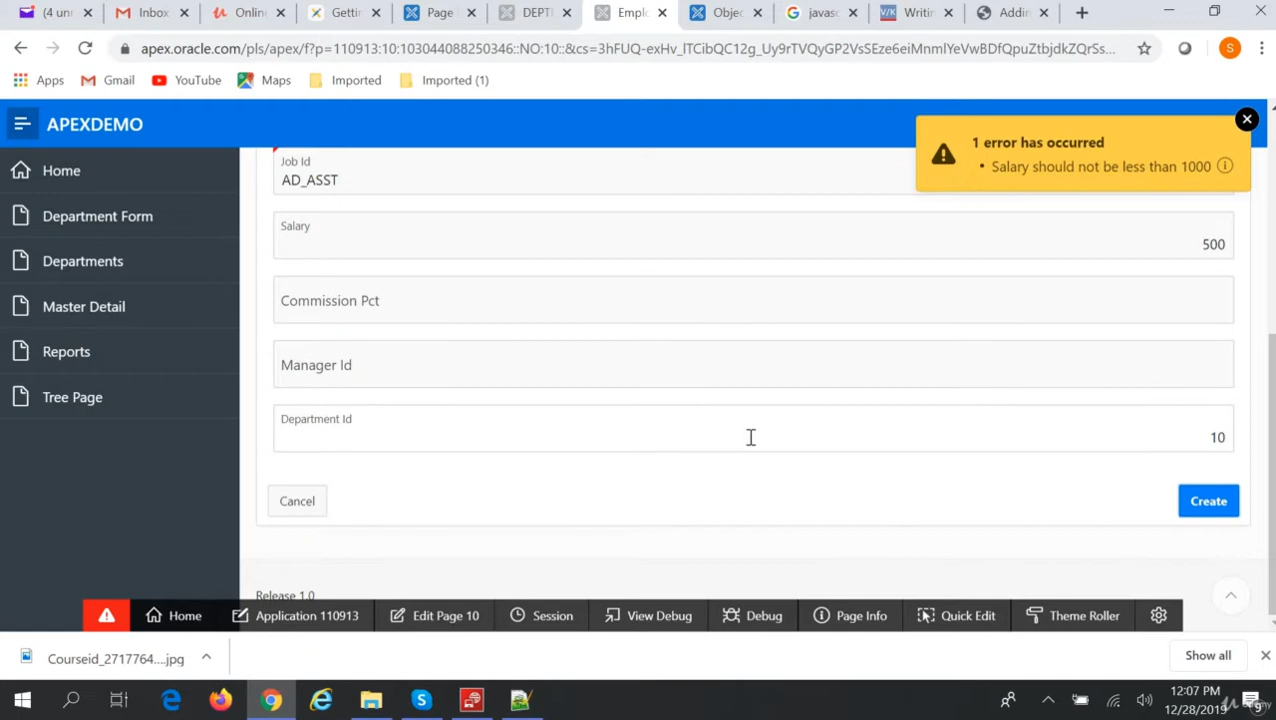 (4 unr
Inbox
Onlin
Gettin
Page
DEPT
Emplo
Objec
javasc
Writin
Addin
apex.oracle.com/pls/apex/f?p=110913:10:103044088250346::NO:10::&cs=3hFUQ-exHv_lTCibQC12g_Uy9rTVQyGP2VsSEze6eiMnmlYeVwBDfQpuZtbjdkZQrSs...
S
Apps
Gmail
YouTube
Maps
Imported
Imported (1)
APEXDEMO
1 error has occurred
• Salary should not be less than 1000
Home
Department Form
Departments
Master Detail
Reports
Tree Page
Job Id
AD_ASST
Salary
500
Commission Pct
Manager Id
Department Id
10
Cancel
Create
Release 1.0
Home
Application 110913
Edit Page 10
Session
View Debug
Debug
Page Info
Quick Edit
Theme Roller
Courseid_2717764....jpg
Show all
12:07 PM
12/28/2019